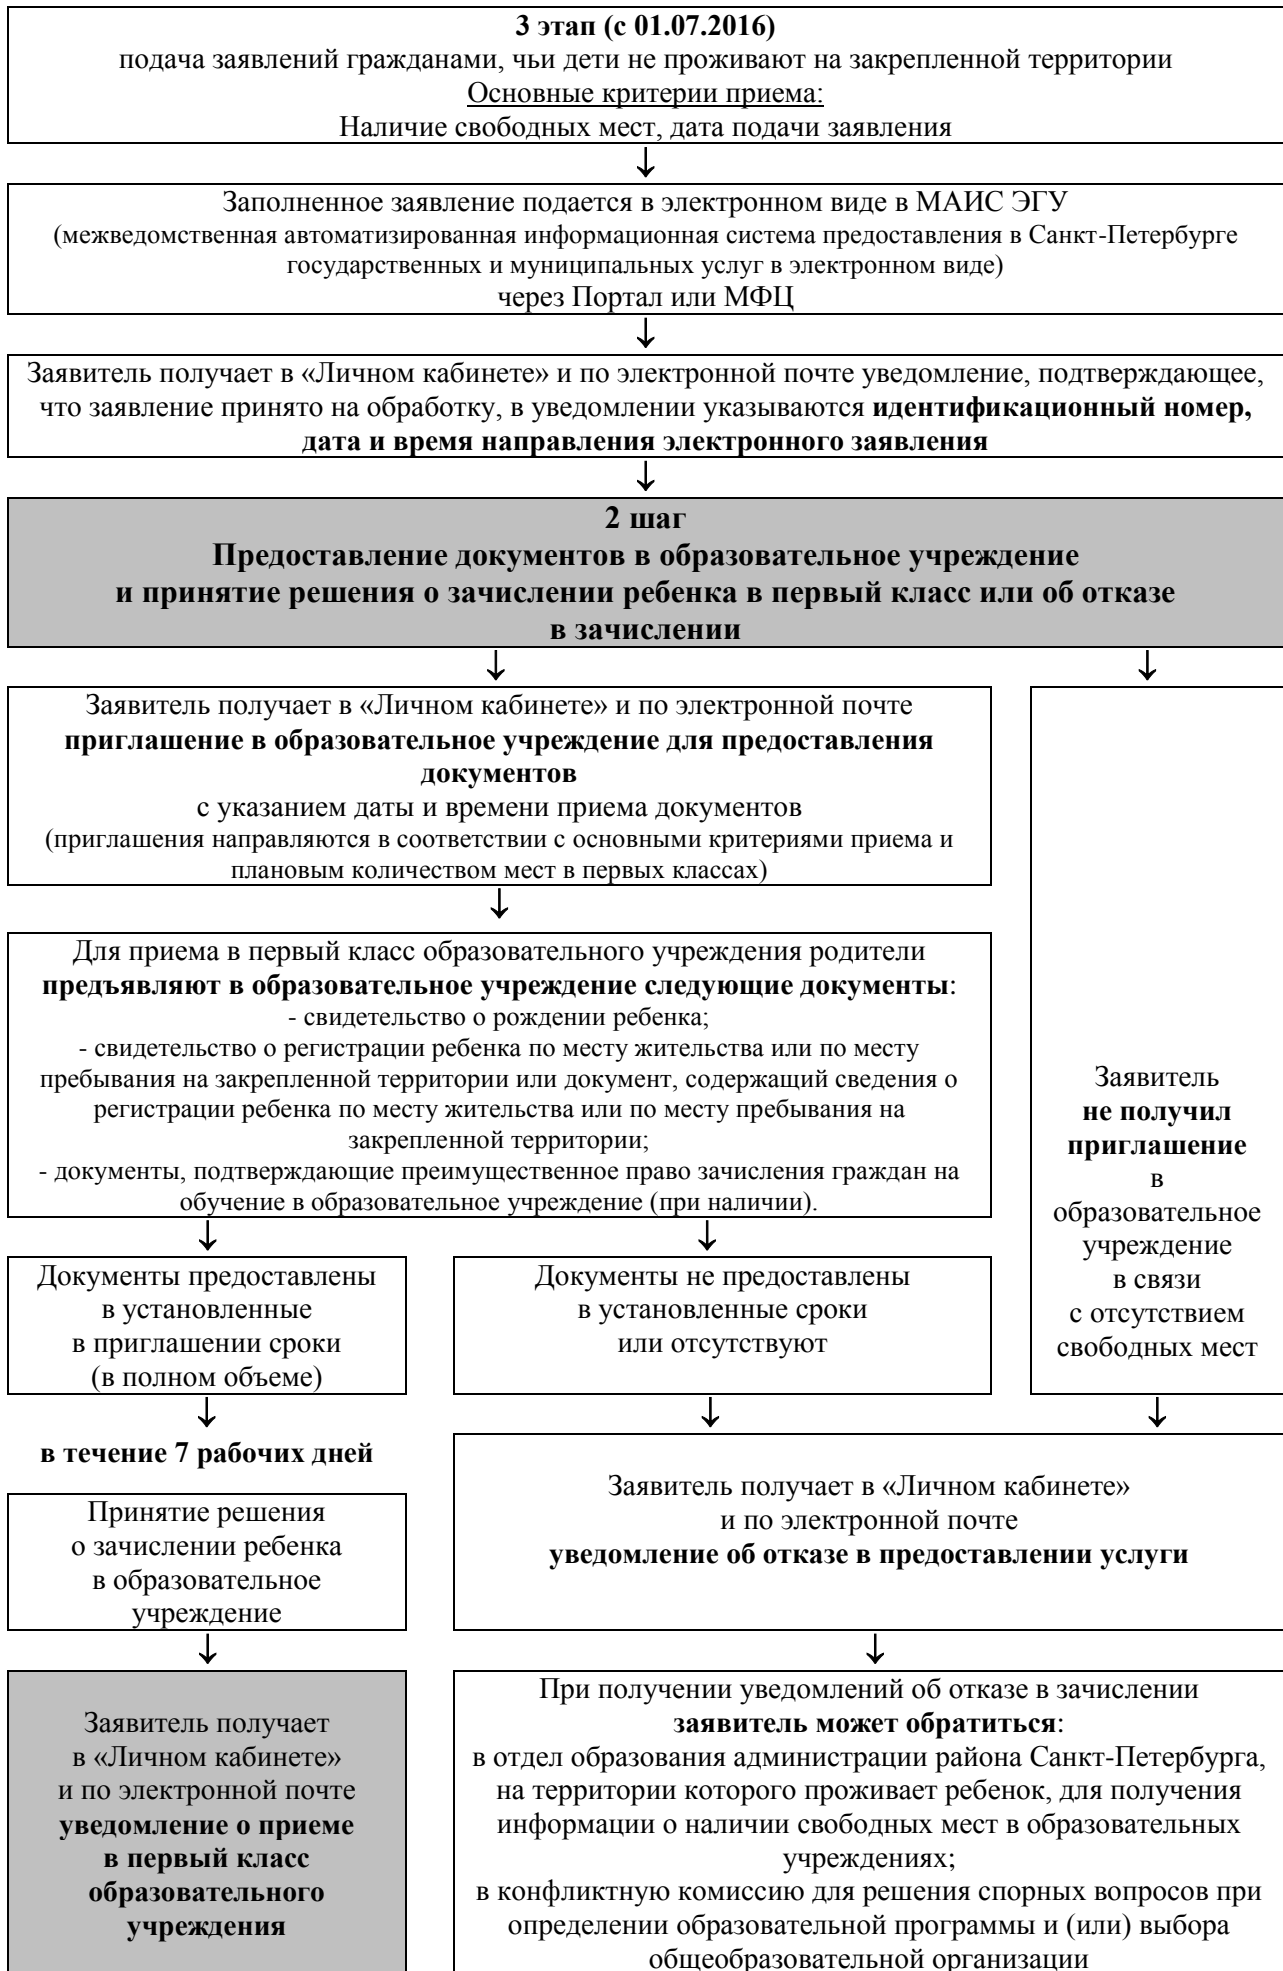 3 этап (с 01.07.2016)
подача заявлений гражданами, чьи дети не проживают на закрепленной территории
Основные критерии приема:
Наличие свободных мест, дата подачи заявления
Заполненное заявление подается в электронном виде в МАИС ЭГУ
(межведомственная автоматизированная информационная система предоставления в Санкт-Петербурге
государственных и муниципальных услуг в электронном виде)
через Портал или МФЦ
Заявитель получает в «Личном кабинете» и по электронной почте уведомление, подтверждающее,
что заявление принято на обработку, в уведомлении указываются идентификационный номер,
дата и время направления электронного заявления
2 шаг
Предоставление документов в образовательное учреждение
и принятие решения о зачислении ребенка в первый класс или об отказе
в зачислении
Заявитель получает в «Личном кабинете» и по электронной почте
приглашение в образовательное учреждение для предоставления
документов
с указанием даты и времени приема документов
(приглашения направляются в соответствии с основными критериями приема и
плановым количеством мест в первых классах)
Для приема в первый класс образовательного учреждения родители
предъявляют в образовательное учреждение следующие документы:
- свидетельство о рождении ребенка;
- свидетельство о регистрации ребенка по месту жительства или по месту
пребывания на закрепленной территории или документ, содержащий сведения о
регистрации ребенка по месту жительства или по месту пребывания на
закрепленной территории;
- документы, подтверждающие преимущественное право зачисления граждан на
обучение в образовательное учреждение (при наличии).
Заявитель
не получил
приглашение
в
образовательное
учреждение
в связи
с отсутствием
свободных мест
Документы предоставлены
в установленные
в приглашении сроки
(в полном объеме)
Документы не предоставлены
в установленные сроки
или отсутствуют
в течение 7 рабочих дней
Принятие решения
о зачислении ребенка
в образовательное
учреждение
Заявитель получает в «Личном кабинете»
и по электронной почте
уведомление об отказе в предоставлении услуги
Заявитель получает
в «Личном кабинете»
и по электронной почте
уведомление о приеме
в первый класс
образовательного
учреждения
При получении уведомлений об отказе в зачислении
заявитель может обратиться:
в отдел образования администрации района Санкт-Петербурга,
на территории которого проживает ребенок, для получения
информации о наличии свободных мест в образовательных
учреждениях;
в конфликтную комиссию для решения спорных вопросов при
определении образовательной программы и (или) выбора
общеобразовательной организации